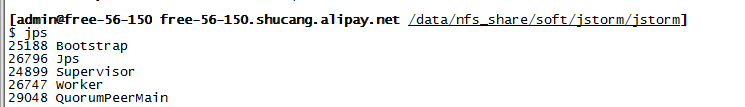 [admin@free-56-150 free-56-150.shucang.alipay.net /data/nfs_share/soft/jstorm/jstorm]
$ jps
25188 Bootstrap
26796 Jps
24899 Supervisor
26747 Worker
29048 QuorumPeerMain